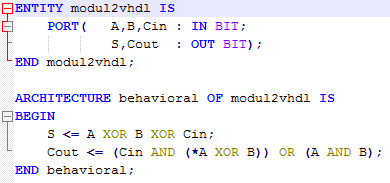 ENTITY modul2vhdl IS
PORT( A,B,Cin : IN BIT;
S,Cout : OUT BIT);
END modul2vhdl;
ARCHITECTURE behavioral OF modul2vhdl IS
BEGIN
S <= A XOR B XOR Cin;
Cout <= (Cin AND (*A XOR B)) OR (A AND B);
END behavioral;